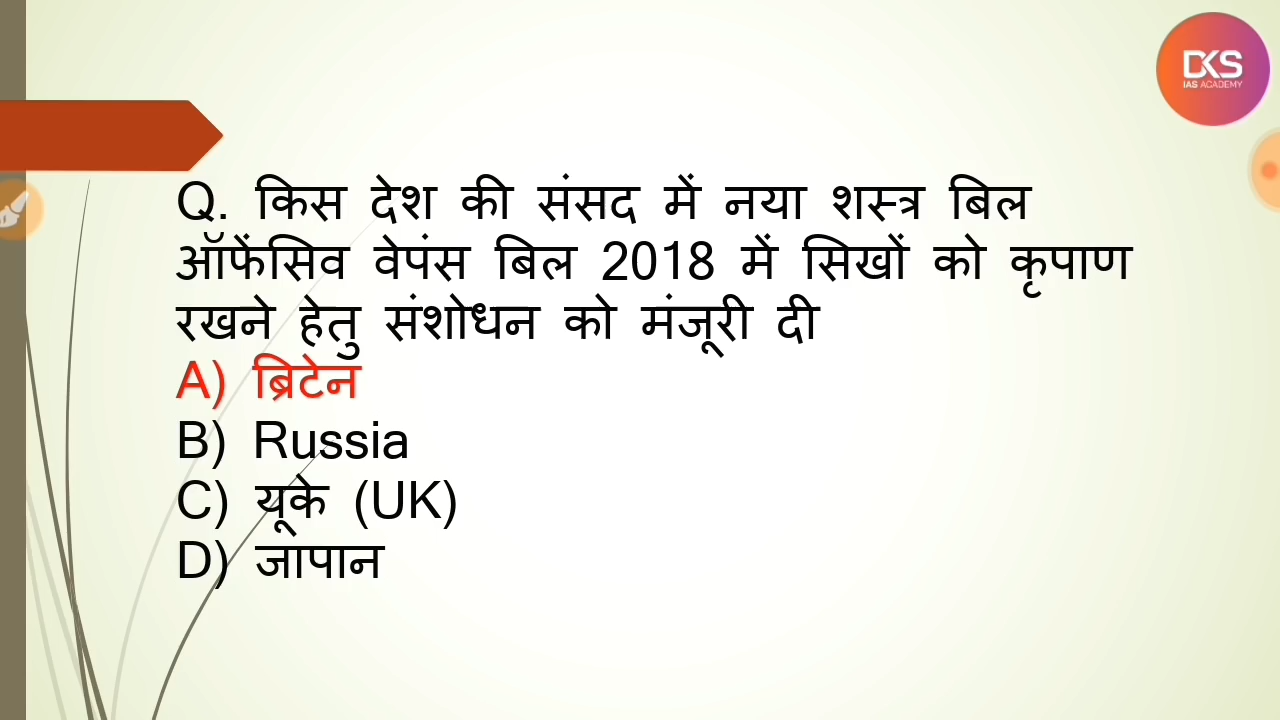 DKS
IAS ACADEMY
Q. किस देश की संसद में नया शस्त्र बिल
ऑफेंसिव वेपंस बिल 2018 में सिखों को कृपाण
रखने हेतु संशोधन को मंजूरी दी
A) ब्रिटेन
B) Russia
C) यूके (UK)
D) जापान